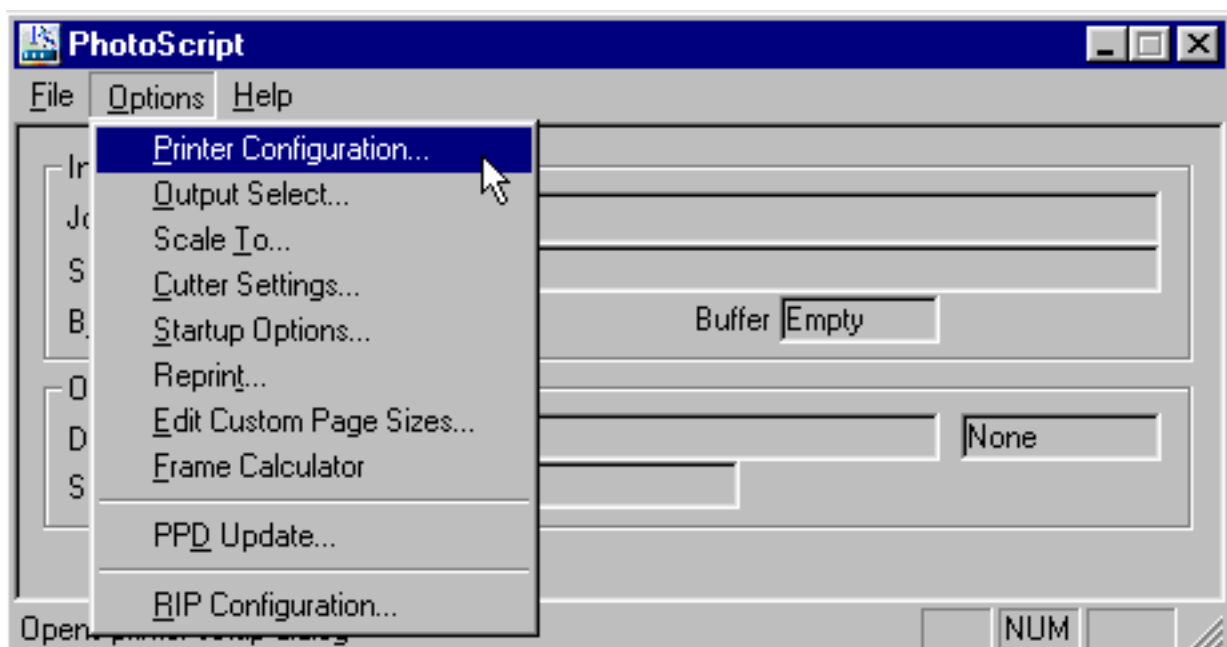 PhotoScript
File Options Help
Printer Configuration...
Output Select...
Scale To...
Cutter Settings...
Startup Options...
Reprint...
Edit Custom Page Sizes...
Frame Calculator
PPD Update...
RIP Configuration...
Buffer Empty
None
NUM